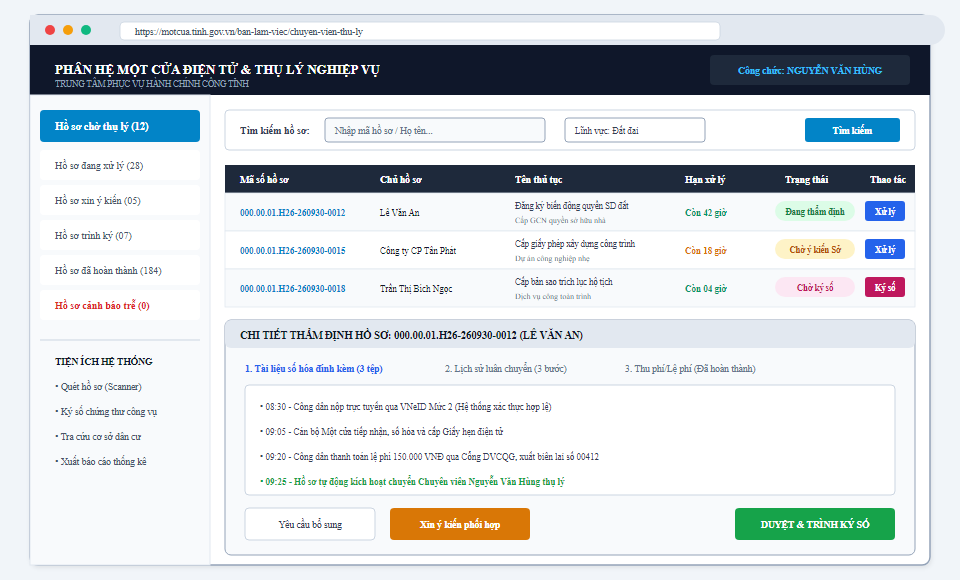 https://motcua.tinh.gov.vn/ban-lam-viec/chuyen-vien-thu-ly
PHÂN HỆ MỘT CỬA ĐIỆN TỬ & THỤ LÝ NGHIỆP VỤ
TRUNG TÂM PHỤC VỤ HÀNH CHÍNH CÔNG TỈNH
Công chức: NGUYỄN VĂN HÙNG
Hồ sơ chờ thụ lý (12)
Hồ sơ đang xử lý (28)
Hồ sơ xin ý kiến (05)
Hồ sơ trình ký (07)
Hồ sơ đã hoàn thành (184)
Hồ sơ cảnh báo trễ (0)
TIỆN ÍCH HỆ THỐNG
• Quét hồ sơ (Scanner)
• Ký số chứng thư công vụ
• Tra cứu cơ sở dân cư
• Xuất báo cáo thống kê
Tìm kiếm hồ sơ:
Nhập mã hồ sơ / Họ tên...
Lĩnh vực: Đất đai
Tìm kiếm
Mã số hồ sơ Chủ hồ sơ Tên thủ tục Hạn xử lý Trạng thái Thao tác
000.00.01.H26-260930-0012 Lê Văn An Đăng ký biến động quyền SD đất Còn 42 giờ Đang thẩm định Xử lý
Cấp GCN quyền sở hữu nhà
000.00.01.H26-260930-0015 Công ty CP Tân Phát Cấp giấy phép xây dựng công trình Còn 18 giờ Chờ ý kiến Sở Xử lý
Dự án công nghiệp nhẹ
000.00.01.H26-260930-0018 Trần Thị Bích Ngọc Cấp bản sao trích lục hộ tịch Còn 04 giờ Chờ ký số Ký số
Dịch vụ công toàn trình
CHI TIẾT THẨM ĐỊNH HỒ SƠ: 000.00.01.H26-260930-0012 (LÊ VĂN AN)
1. Tài liệu số hóa đính kèm (3 tệp) 2. Lịch sử luân chuyển (3 bước) 3. Thu phí/Lệ phí (Đã hoàn thành)
• 08:30 - Công dân nộp trực tuyến qua VNeID Mức 2 (Hệ thống xác thực hợp lệ)
• 09:05 - Cán bộ Một cửa tiếp nhận, số hóa và cấp Giấy hẹn điện tử
• 09:20 - Công dân thanh toán lệ phí 150.000 VNĐ qua Cổng DVCQG, xuất biên lai số 00412
• 09:25 - Hồ sơ tự động kích hoạt chuyển Chuyên viên Nguyễn Văn Hùng thụ lý
Yêu cầu bổ sung
Xin ý kiến phối hợp
DUYỆT & TRÌNH KÝ SỐ